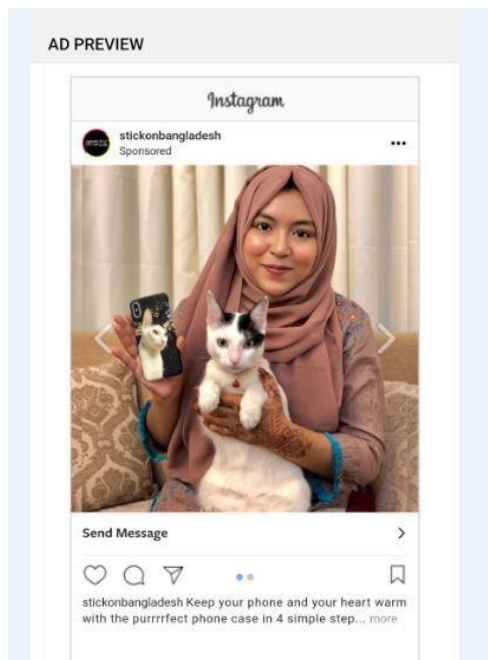 AD PREVIEW
Instagram
stickonbangladesh
Sponsored
Send Message
stickonbangladesh Keep your phone and your heart warm
with the purrrrfect phone case in 4 simple step... more